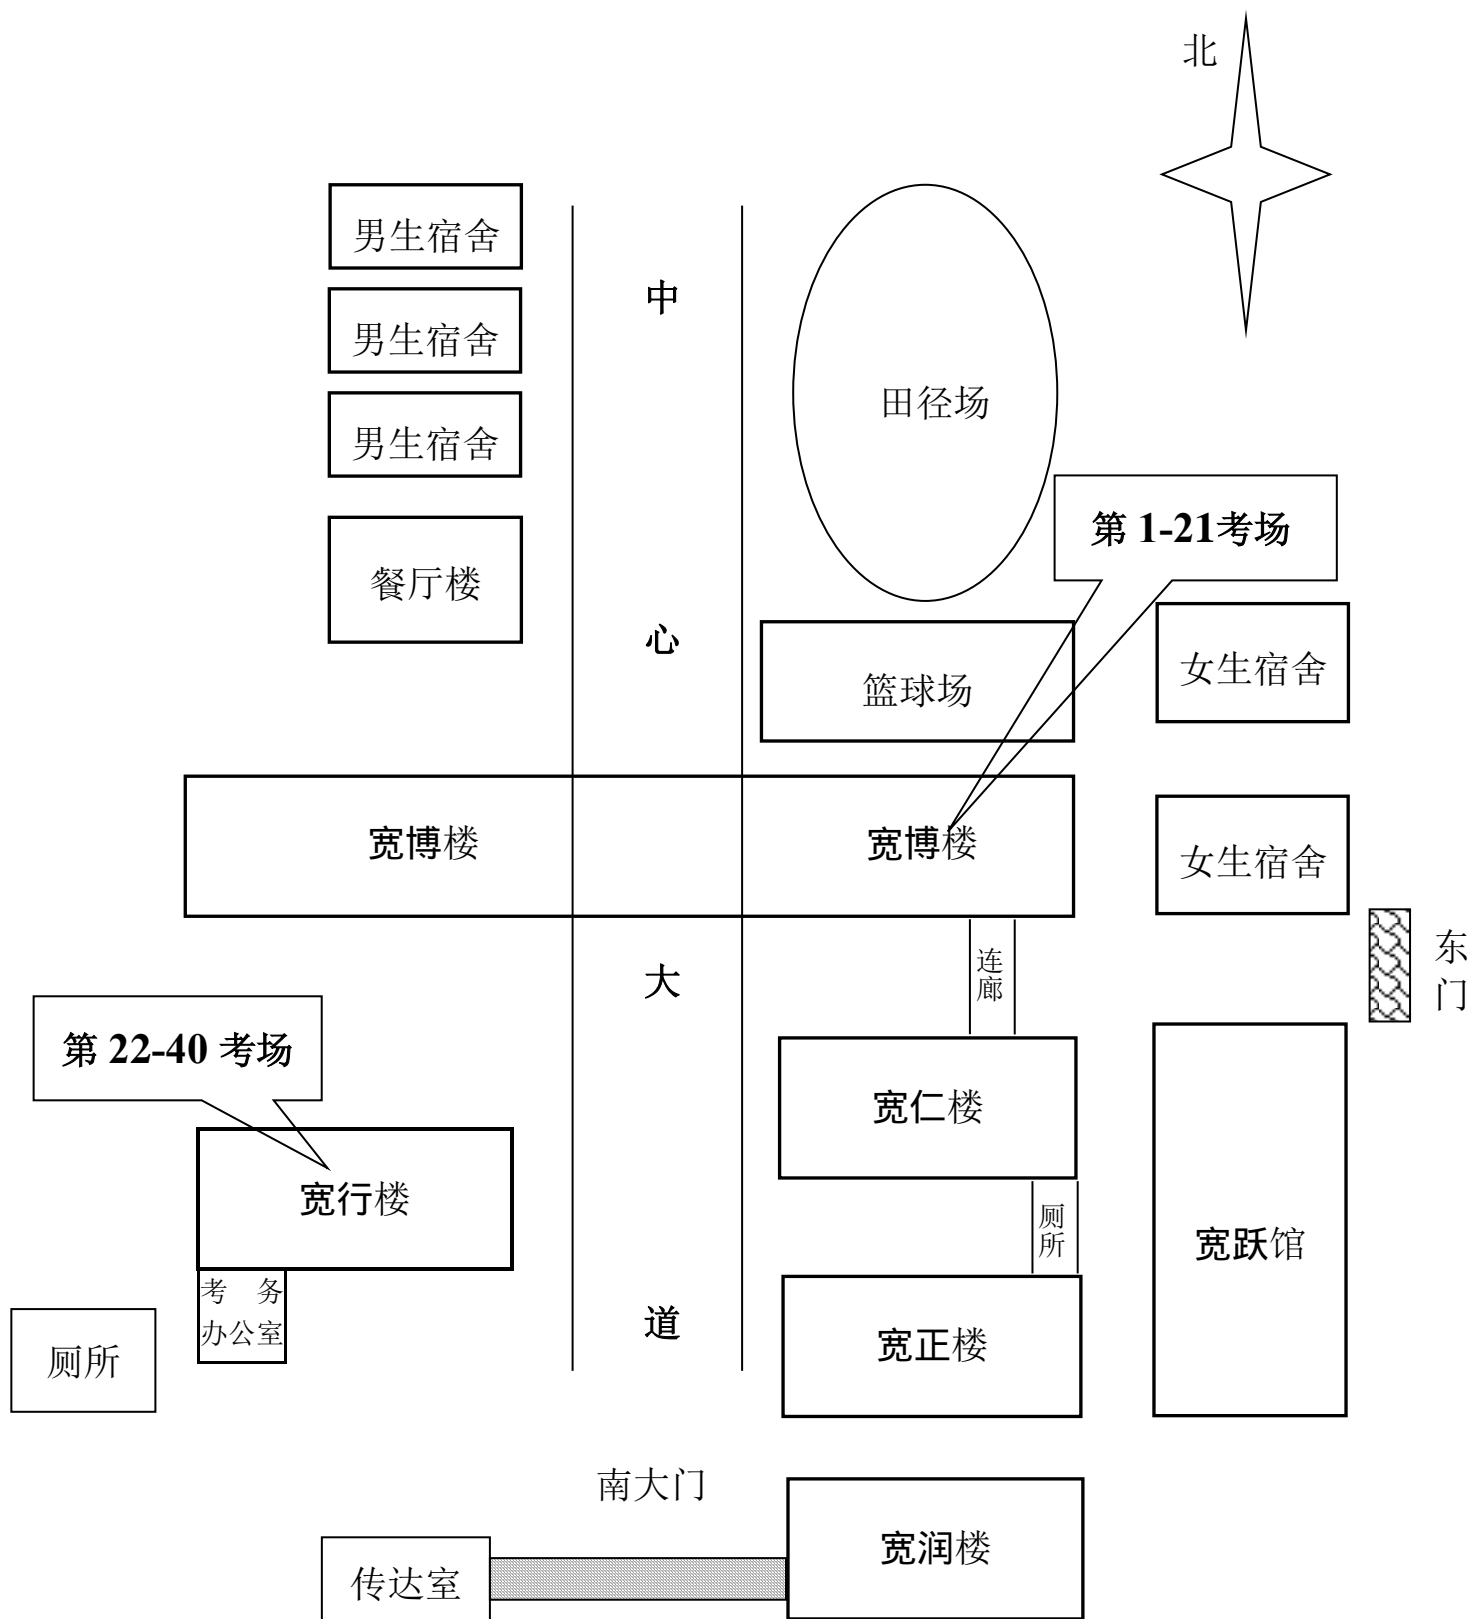 北
男生宿舍
男生宿舍
男生宿舍
餐厅楼
中
心
大
道
田径场
第 1-21考场
篮球场
女生宿舍
宽博楼
宽博楼
女生宿舍
连
廊
东
门
第 22-40 考场
宽仁楼
宽行楼
厕
所
宽跃馆
考 务
办公室
厕所
宽正楼
南大门
宽润楼
传达室